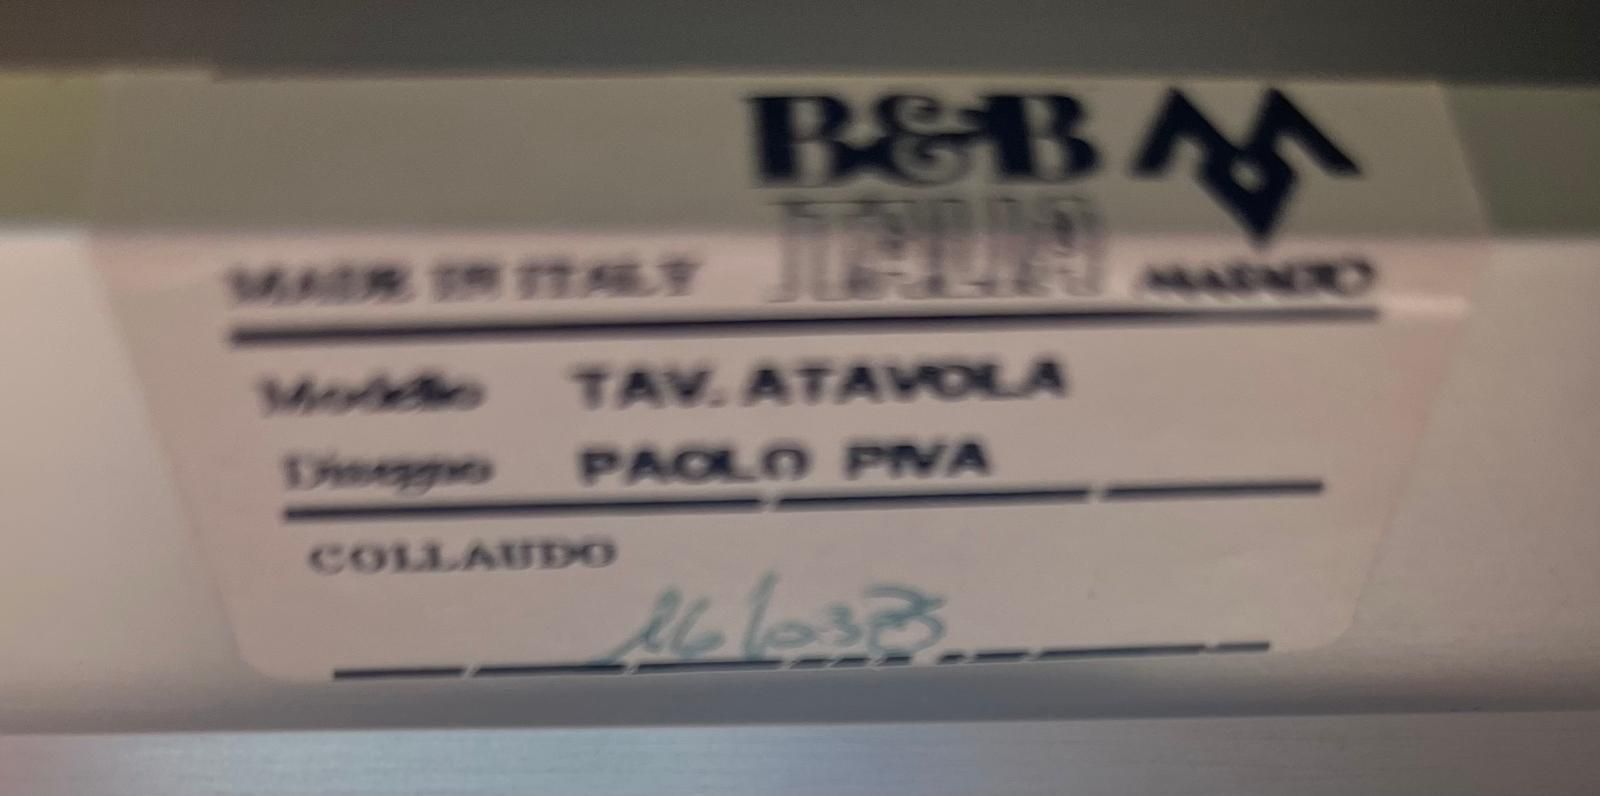 B&B
ITALIA
MADE IN ITALY
Modello TAV. ATAVOLA
Disegno PAOLO PIVA
COLLAUDO